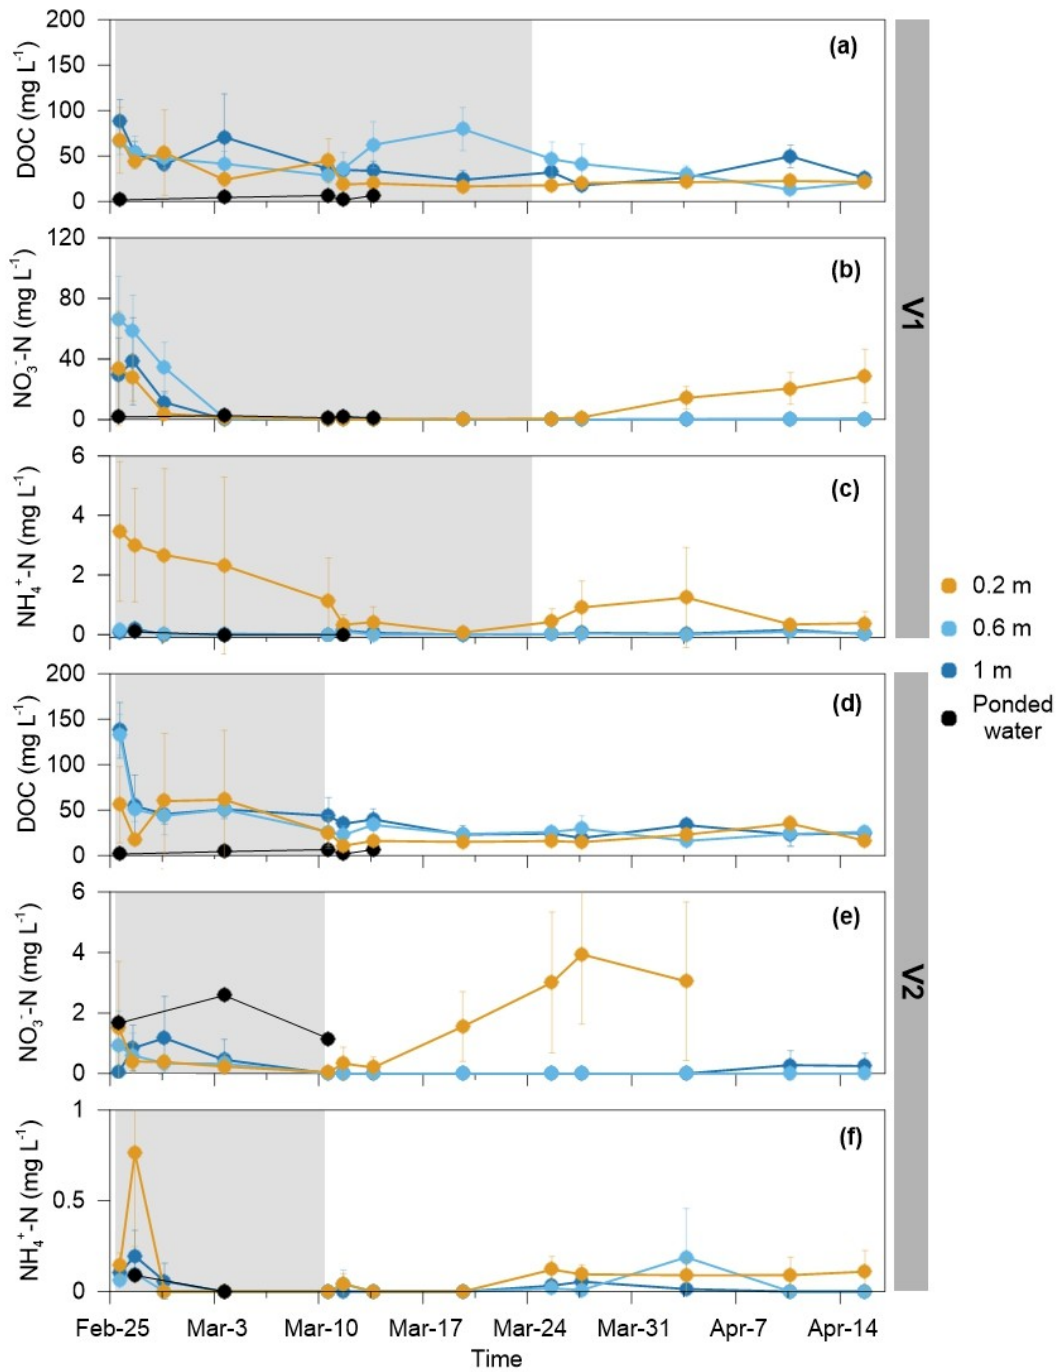 200
150
100
50
0
DOC (mg L⁻¹)
(a)
120
80
40
0
NO₃⁻-N (mg L⁻¹)
(b)
6
4
2
0
NH₄⁺-N (mg L⁻¹)
(c)
V1
0.2 m
0.6 m
1 m
Ponded
water
200
150
100
50
0
DOC (mg L⁻¹)
(d)
6
4
2
0
NO₃⁻-N (mg L⁻¹)
(e)
1
0.5
0
NH₄⁺-N (mg L⁻¹)
(f)
V2
Feb-25 Mar-3 Mar-10 Mar-17 Mar-24 Mar-31 Apr-7 Apr-14
Time